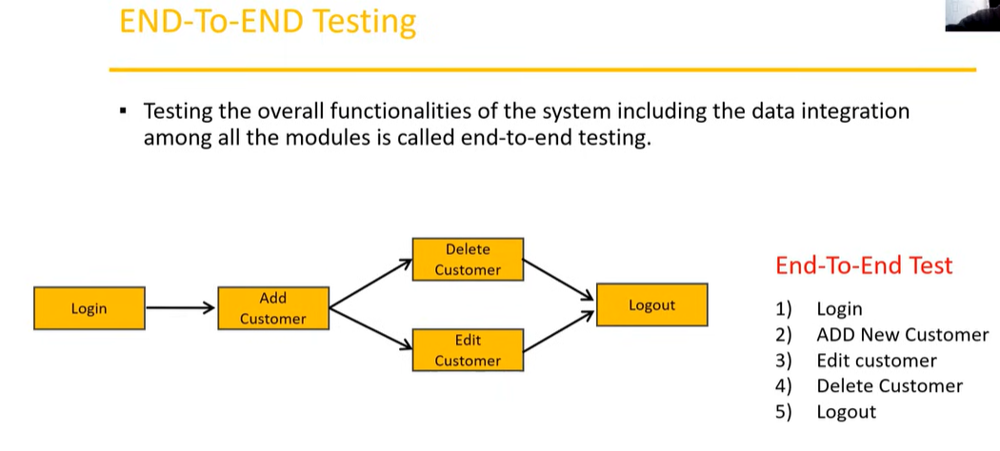 END-To-END Testing
▪ Testing the overall functionalities of the system including the data integration
among all the modules is called end-to-end testing.
Login
Add
Customer
Delete
Customer
Edit
Customer
Logout
End-To-End Test
1) Login
2) ADD New Customer
3) Edit customer
4) Delete Customer
5) Logout